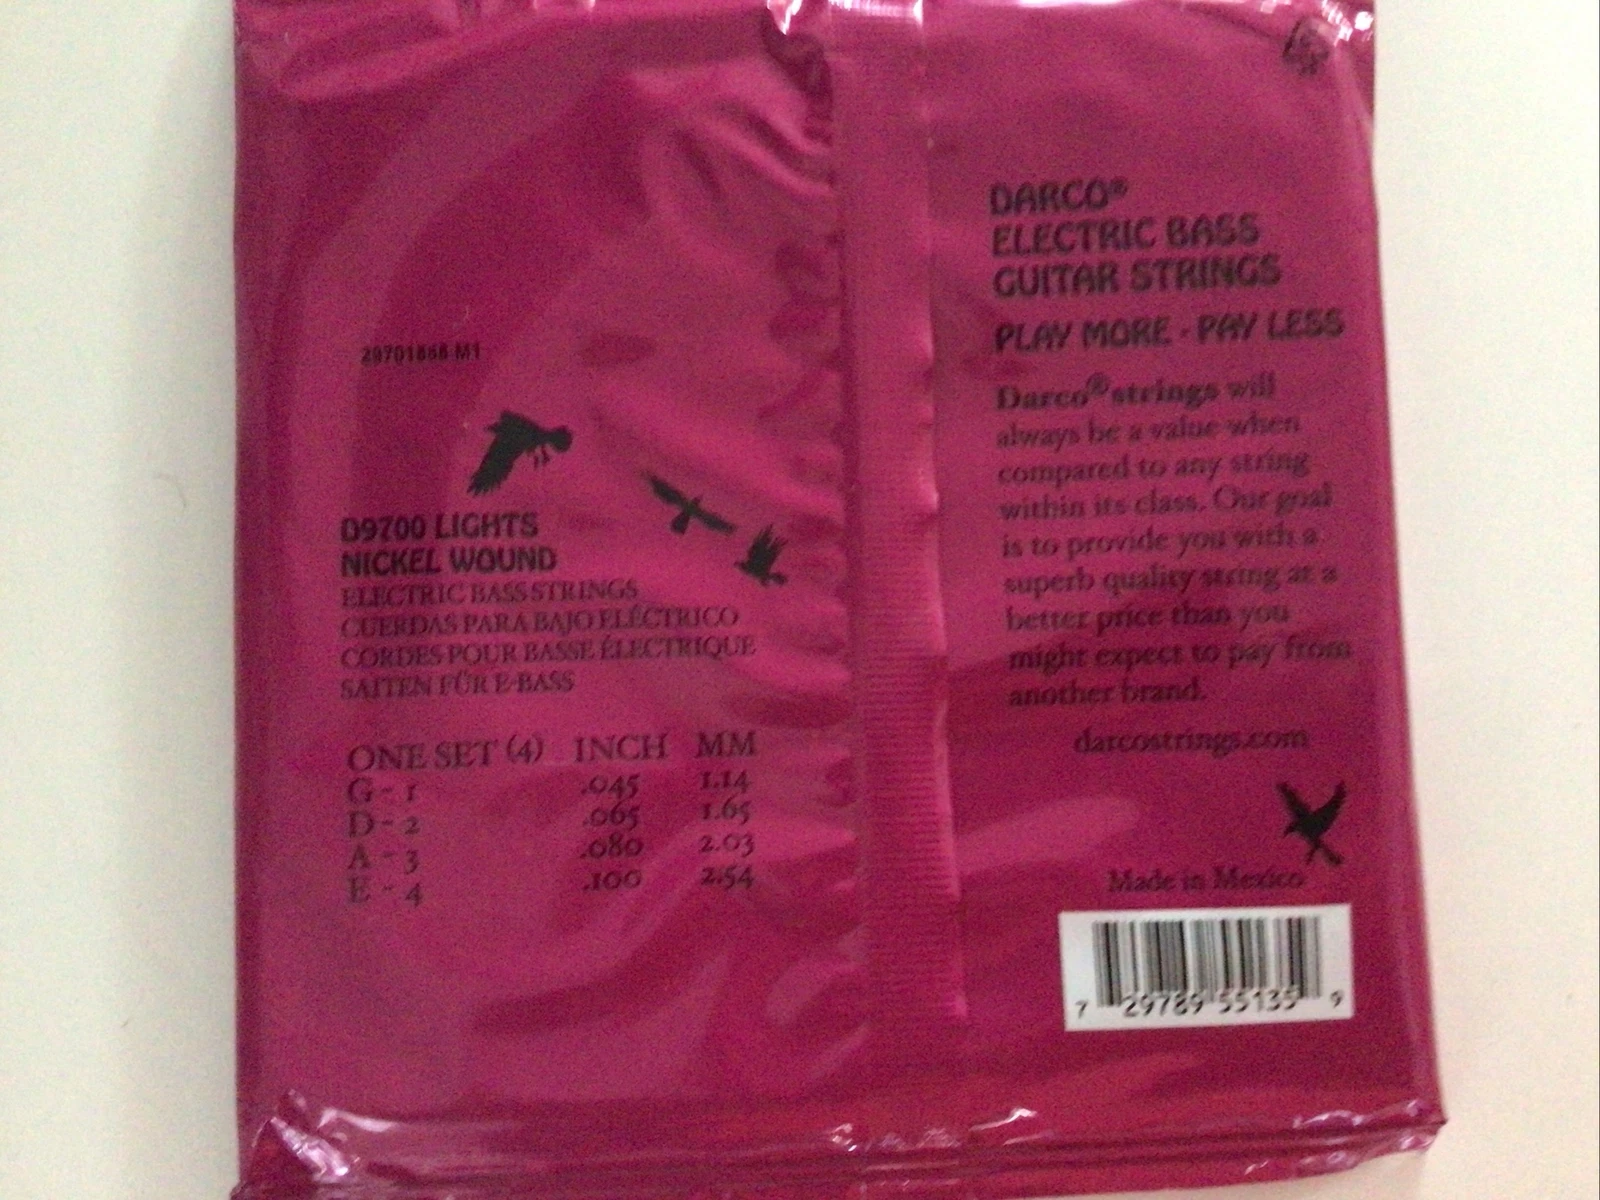 29701868 M1
D9700 LIGHTS
NICKEL WOUND
ELECTRIC BASS STRINGS
CUERDAS PARA BAJO ELÉCTRICO
CORDES POUR BASSE ÉLECTRIQUE
SAITEN FÜR E-BASS
ONE SET (4) INCH MM
G - 1 .045 1.14
D - 2 .065 1.65
A - 3 .080 2.03
E - 4 .100 2.54
DARCO®
ELECTRIC BASS
GUITAR STRINGS
PLAY MORE - PAY LESS
Darco® strings will
always be a value when
compared to any string
within its class. Our goal
is to provide you with a
superb quality string at a
better price than you
might expect to pay from
another brand.
darcostrings.com
Made in Mexico
7 29789 55135 9